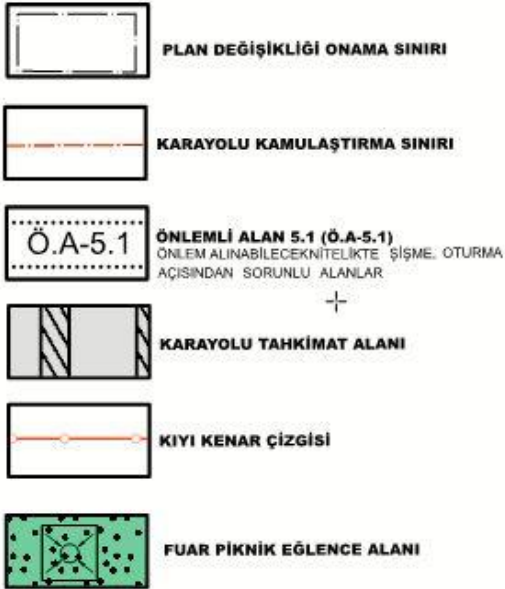 PLAN DEĞİŞİKLİĞİ ONAMA SINIRI
KARAYOLU KAMULAŞTIRMA SINIRI
Ö.A-5.1
ÖNLEMLİ ALAN 5.1 (Ö.A-5.1)
ÖNLEM ALINABİLECEKNİTELİKTE ŞİŞME, OTURMA
AÇISINDAN SORUNLU ALANLAR
KARAYOLU TAHKİMAT ALANI
KIYI KENAR ÇİZGİSİ
FUAR PİKNİK EĞLENCE ALANI